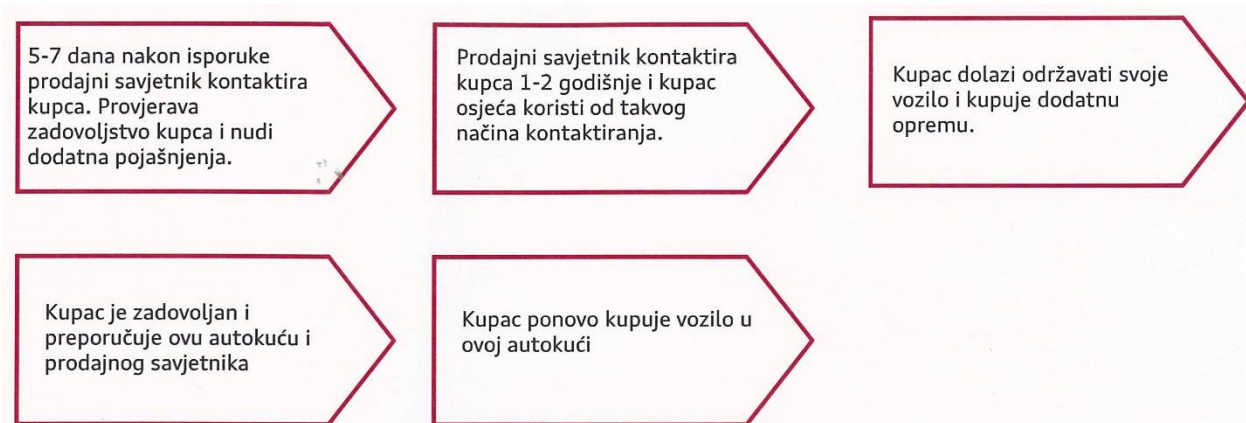 5-7 dana nakon isporuke
prodajni savjetnik kontaktira
kupca. Provjerava
zadovoljstvo kupca i nudi
dodatna pojašnjenja.
Prodajni savjetnik kontaktira
kupca 1-2 godišnje i kupac
osjeća koristi od takvog
načina kontaktiranja.
Kupac dolazi održavati svoje
vozilo i kupuje dodatnu
opremu.
Kupac je zadovoljan i
preporučuje ovu autokuću i
prodajnog savjetnika
Kupac ponovo kupuje vozilo u
ovoj autokući